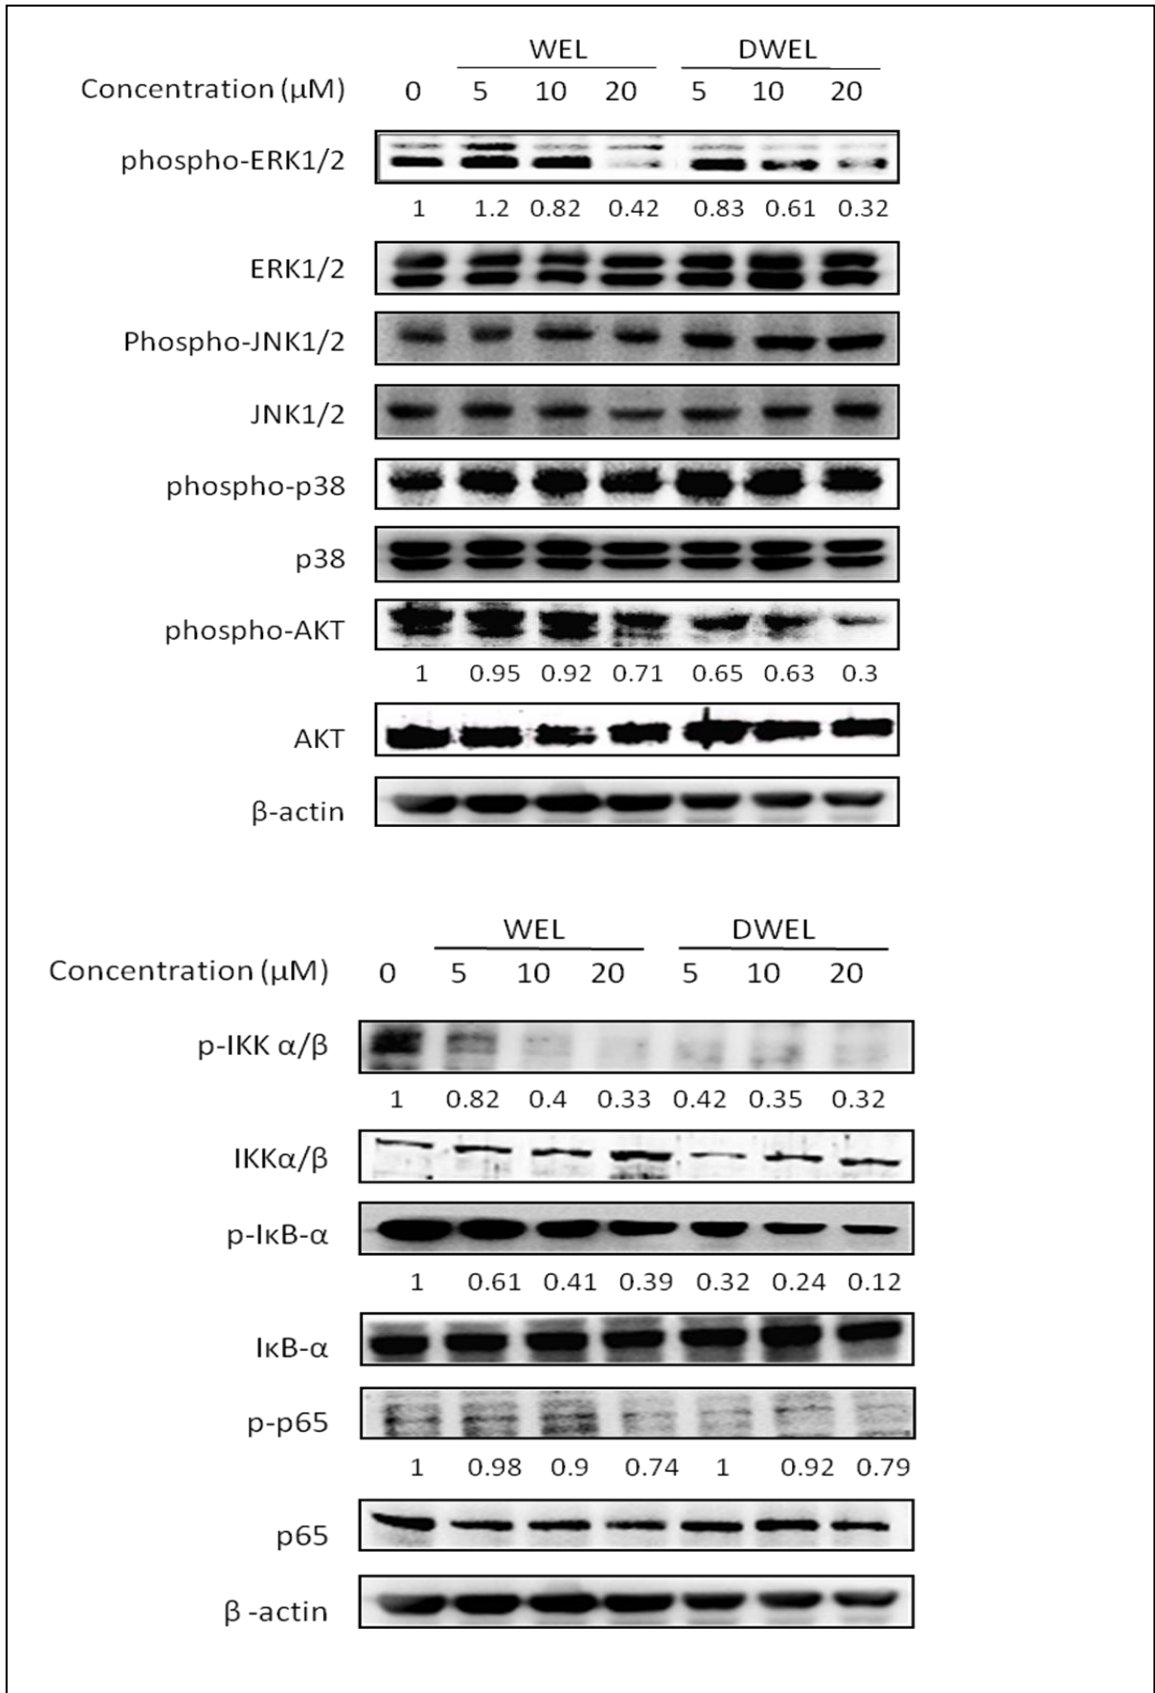 WEL DWEL
Concentration (μM) 0 5 10 20 5 10 20
phospho-ERK1/2
1 1.2 0.82 0.42 0.83 0.61 0.32
ERK1/2
Phospho-JNK1/2
JNK1/2
phospho-p38
p38
phospho-AKT
1 0.95 0.92 0.71 0.65 0.63 0.3
AKT
β-actin
WEL DWEL
Concentration (μM) 0 5 10 20 5 10 20
p-IKK α/β
1 0.82 0.4 0.33 0.42 0.35 0.32
IKKα/β
p-IκB-α
1 0.61 0.41 0.39 0.32 0.24 0.12
IκB-α
p-p65
1 0.98 0.9 0.74 1 0.92 0.79
p65
β -actin